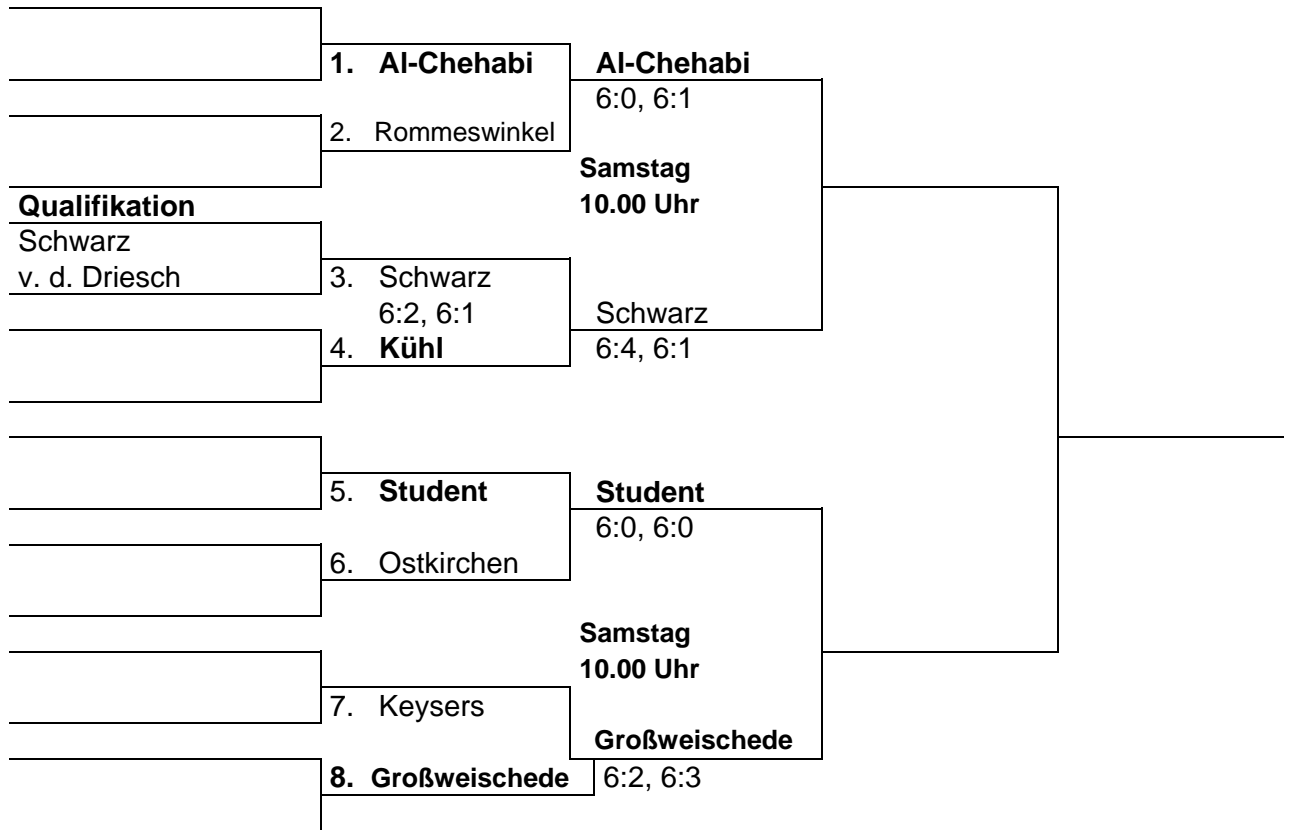 1. Al-Chehabi
Al-Chehabi
6:0, 6:1
2. Rommeswinkel
Samstag
10.00 Uhr
Qualifikation
Schwarz
v. d. Driesch
3. Schwarz
6:2, 6:1
Schwarz
4. Kühl
6:4, 6:1
5. Student
Student
6:0, 6:0
6. Ostkirchen
Samstag
10.00 Uhr
7. Keysers
Großweischede
8. Großweischede
6:2, 6:3